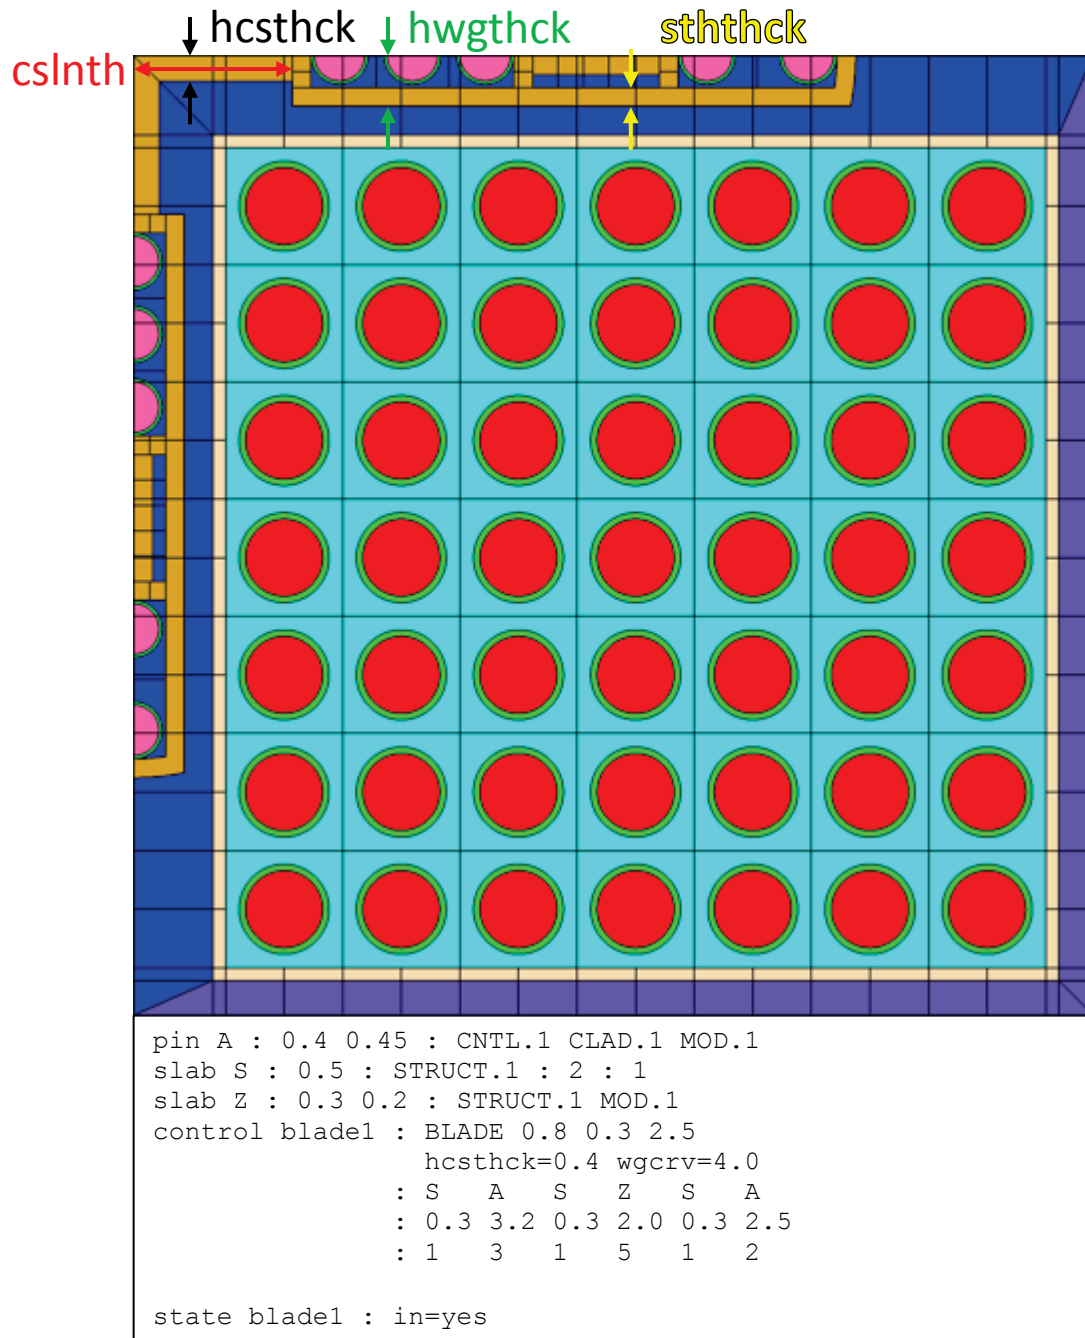 hcsthck hwgthck sththck
cslnth
pin A : 0.4 0.45 : CNTL.1 CLAD.1 MOD.1
slab S : 0.5 : STRUCT.1 : 2 : 1
slab Z : 0.3 0.2 : STRUCT.1 MOD.1
control blade1 : BLADE 0.8 0.3 2.5
hcsthck=0.4 wgcrv=4.0
: S A S Z S A
: 0.3 3.2 0.3 2.0 0.3 2.5
: 1 3 1 5 1 2
state blade1 : in=yes